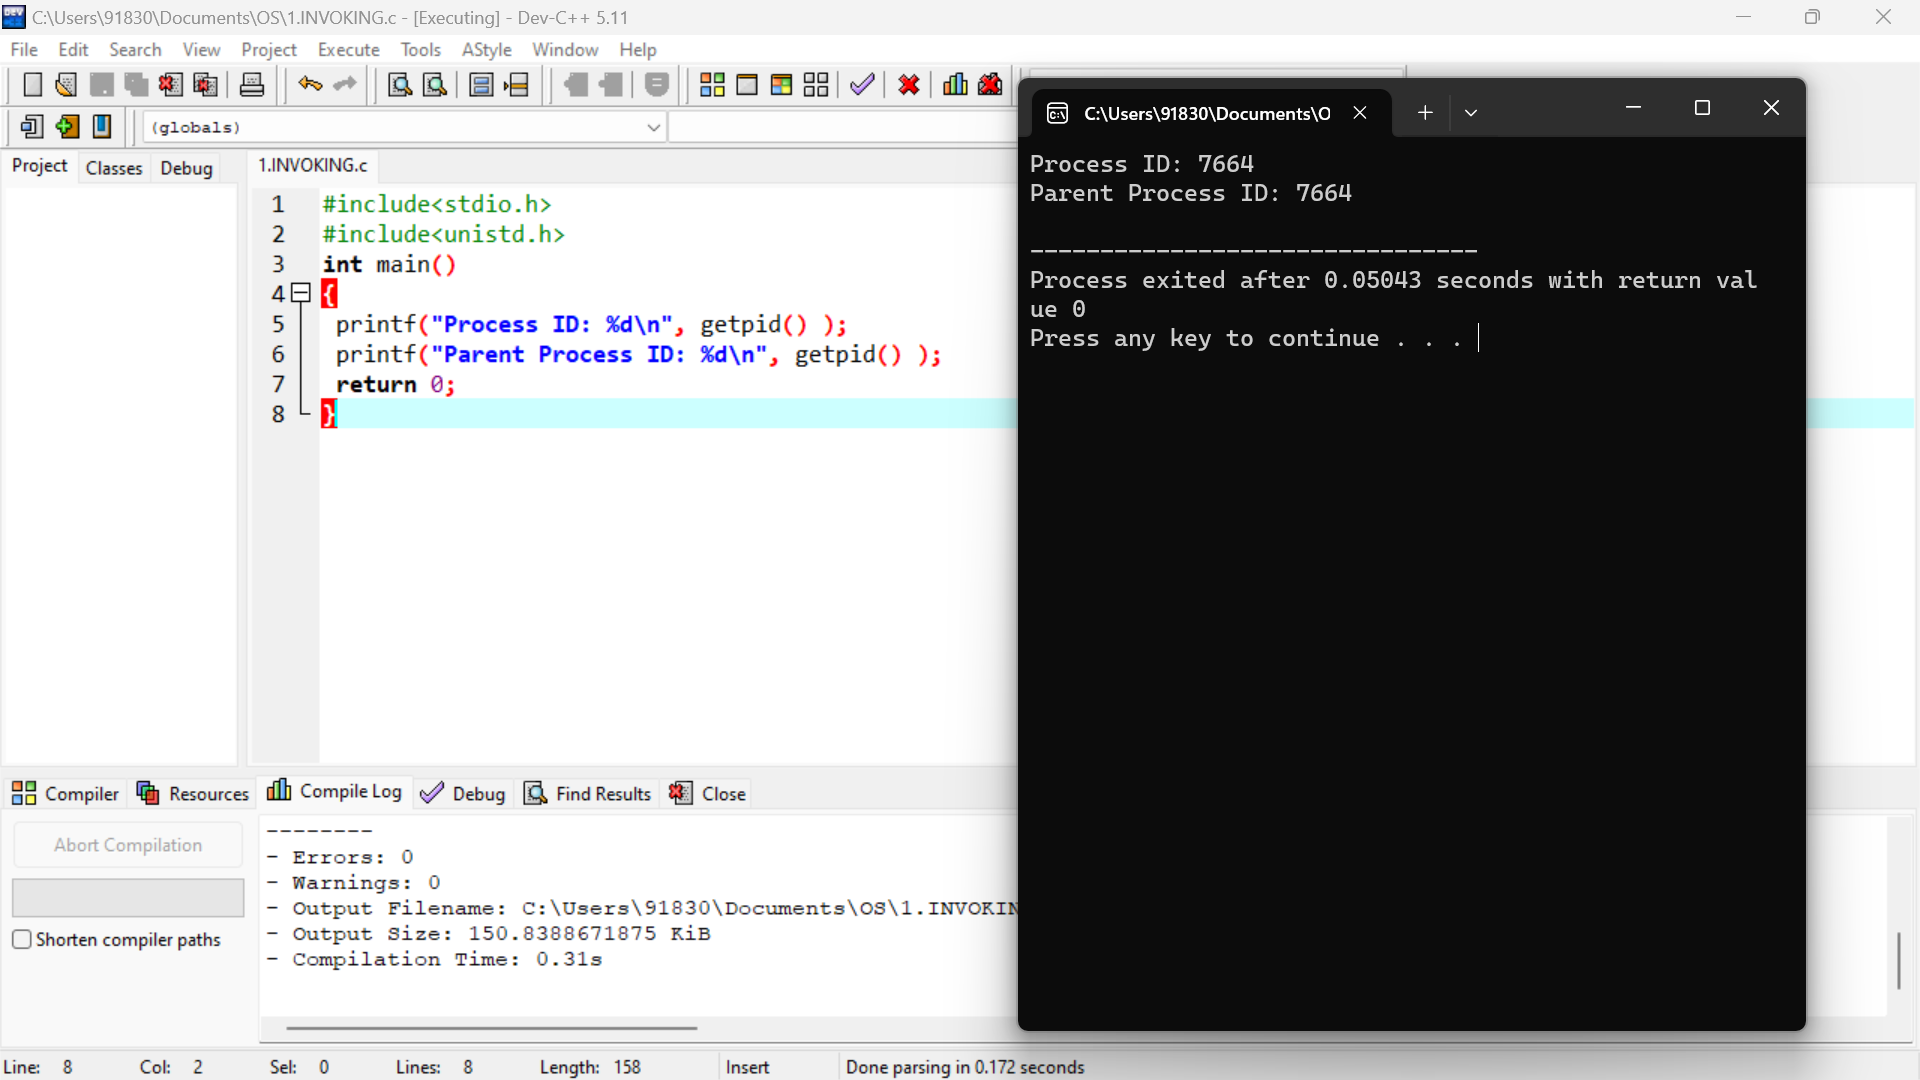 C:\Users\91830\Documents\OS\1.INVOKING.c - [Executing] - Dev-C++ 5.11
File Edit Search View Project Execute Tools AStyle Window Help
(globals)
C:\Users\91830\Documents\O
Project Classes Debug
1.INVOKING.c
1 #include<stdio.h>
2 #include<unistd.h>
3 int main()
4 {
5 printf("Process ID: %d\n", getpid() );
6 printf("Parent Process ID: %d\n", getpid() );
7 return 0;
8 }
Process ID: 7664
Parent Process ID: 7664
--------------------------------
Process exited after 0.05043 seconds with return val
ue 0
Press any key to continue . . .
Compiler Resources Compile Log Debug Find Results Close
Abort Compilation
Shorten compiler paths
--------
- Errors: 0
- Warnings: 0
- Output Filename: C:\Users\91830\Documents\OS\1.INVOKIN
- Output Size: 150.8388671875 KiB
- Compilation Time: 0.31s
Line: 8 Col: 2 Sel: 0 Lines: 8 Length: 158 Insert Done parsing in 0.172 seconds